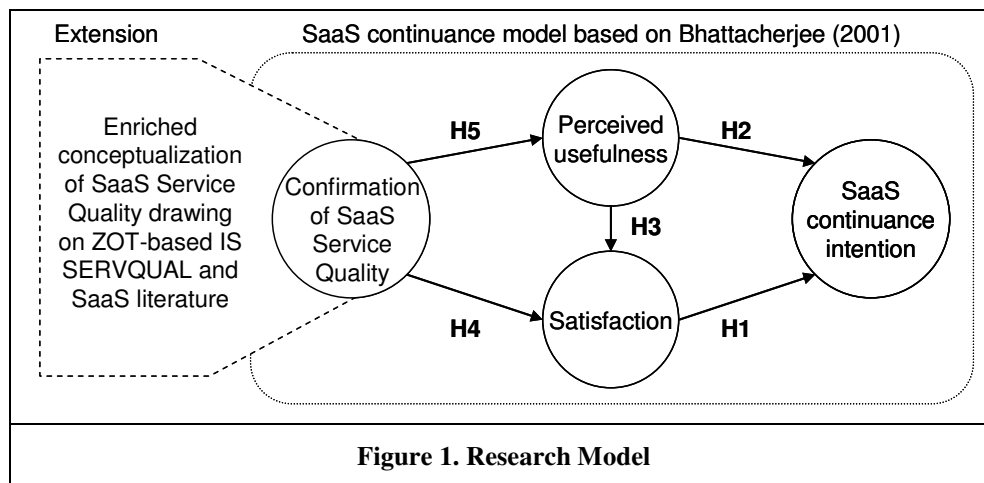 Extension
SaaS continuance model based on Bhattacherjee (2001)
Enriched
conceptualization
of SaaS Service
Quality drawing
on ZOT-based IS
SERVQUAL and
SaaS literature
Confirmation
of SaaS
Service
Quality
H5
H4
Perceived
usefulness
H3
Satisfaction
H2
H1
SaaS
continuance
intention
Figure 1. Research Model